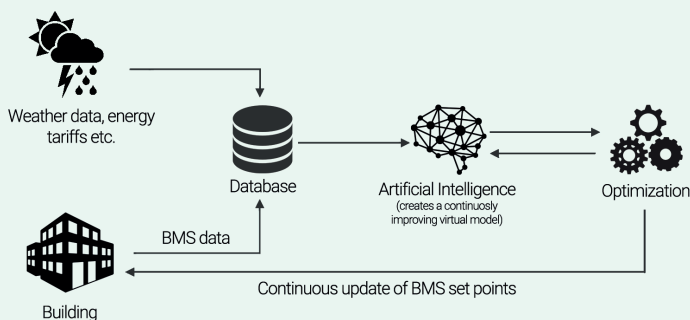 Weather data, energy
tariffs etc.
Database
Artificial Intelligence
(creates a continuosly
improving virtual model)
Optimization
BMS data
Continuous update of BMS set points
Building